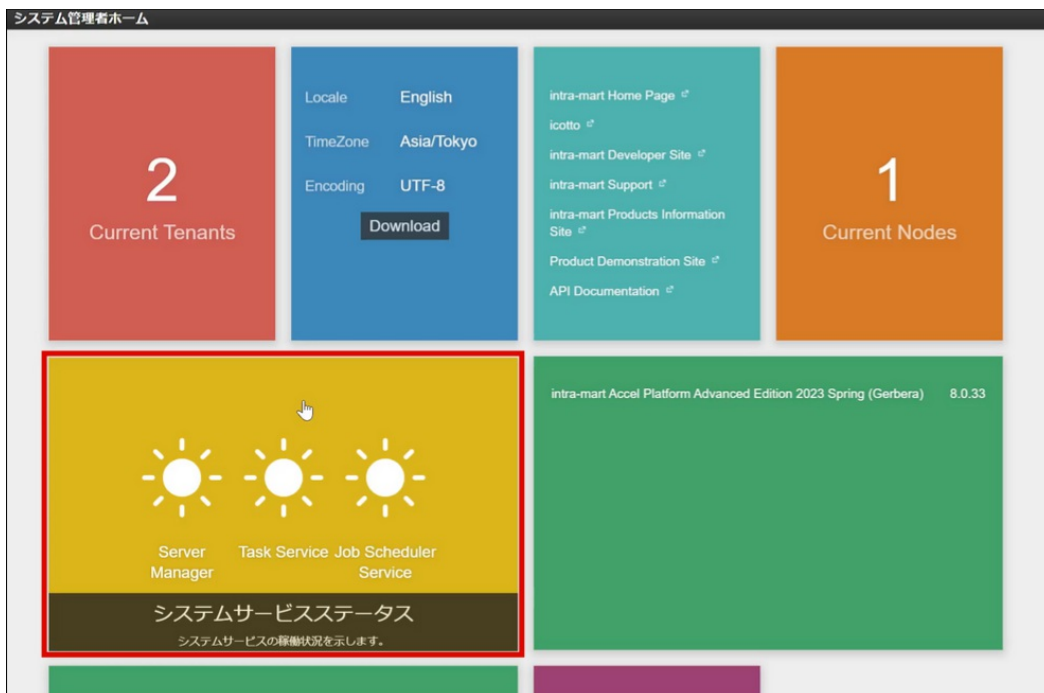 システム管理者ホーム
2
Current Tenants
Locale English
TimeZone Asia/Tokyo
Encoding UTF-8
Download
intra-mart Home Page
icotto
intra-mart Developer Site
intra-mart Support
intra-mart Products Information
Site
Product Demonstration Site
API Documentation
1
Current Nodes
Server
Manager
Task Service
Job Scheduler
Service
システムサービスステータス
システムサービスの稼働状況を示します。
intra-mart Accel Platform Advanced Edition 2023 Spring (Gerbera) 8.0.33